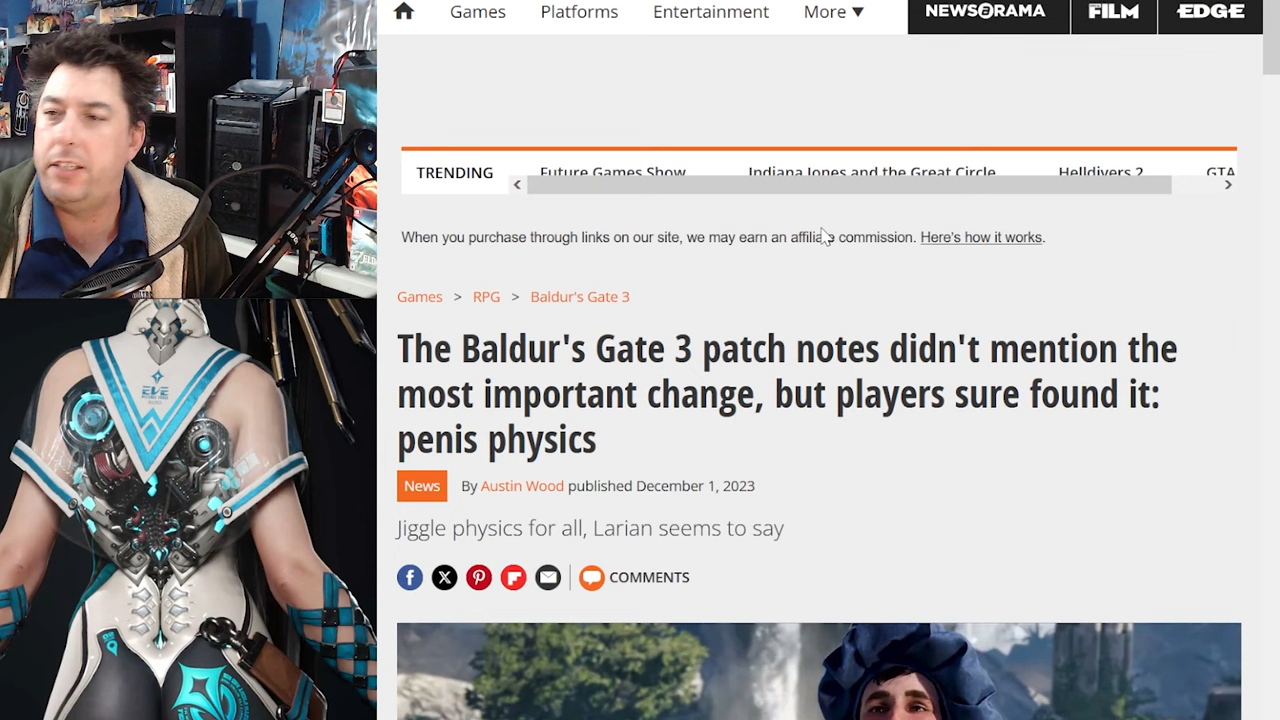 Games Platforms Entertainment More ▼ NEWSARAMA FILM EDGE
TRENDING Future Games Show Indiana Jones and the Great Circle Helldivers 2 GTA
When you purchase through links on our site, we may earn an affiliate commission. Here's how it works.
Games > RPG > Baldur's Gate 3
The Baldur's Gate 3 patch notes didn't mention the
most important change, but players sure found it:
penis physics
News By Austin Wood published December 1, 2023
Jiggle physics for all, Larian seems to say
COMMENTS
EVE